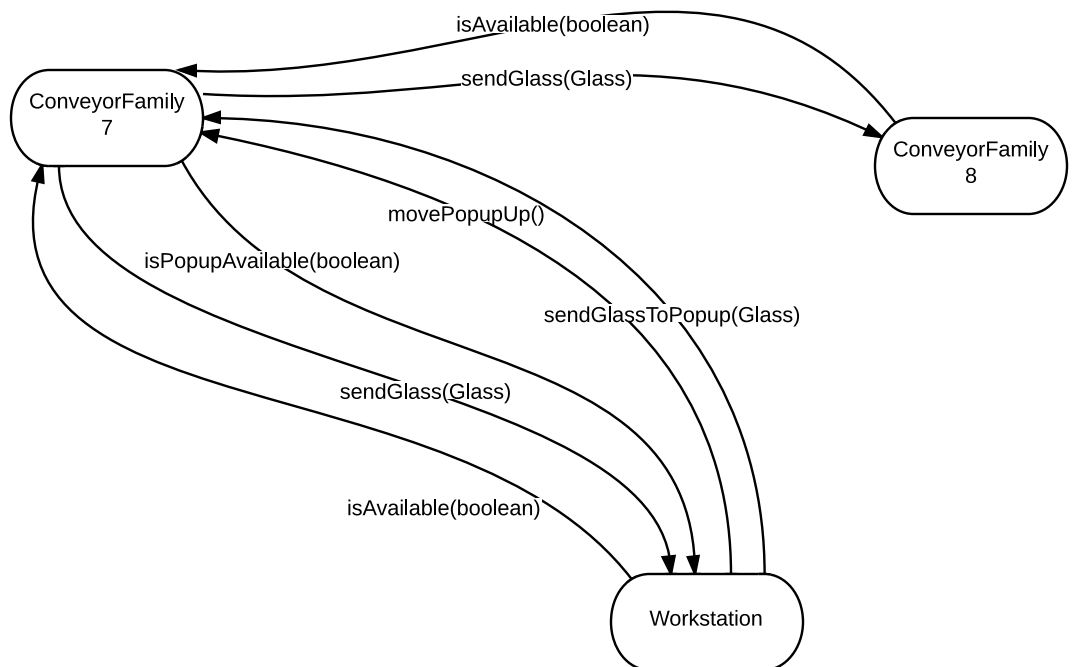 isAvailable(boolean)
sendGlass(Glass)
ConveyorFamily
7
ConveyorFamily
8
movePopupUp()
isPopupAvailable(boolean)
sendGlassToPopup(Glass)
sendGlass(Glass)
isAvailable(boolean)
Workstation